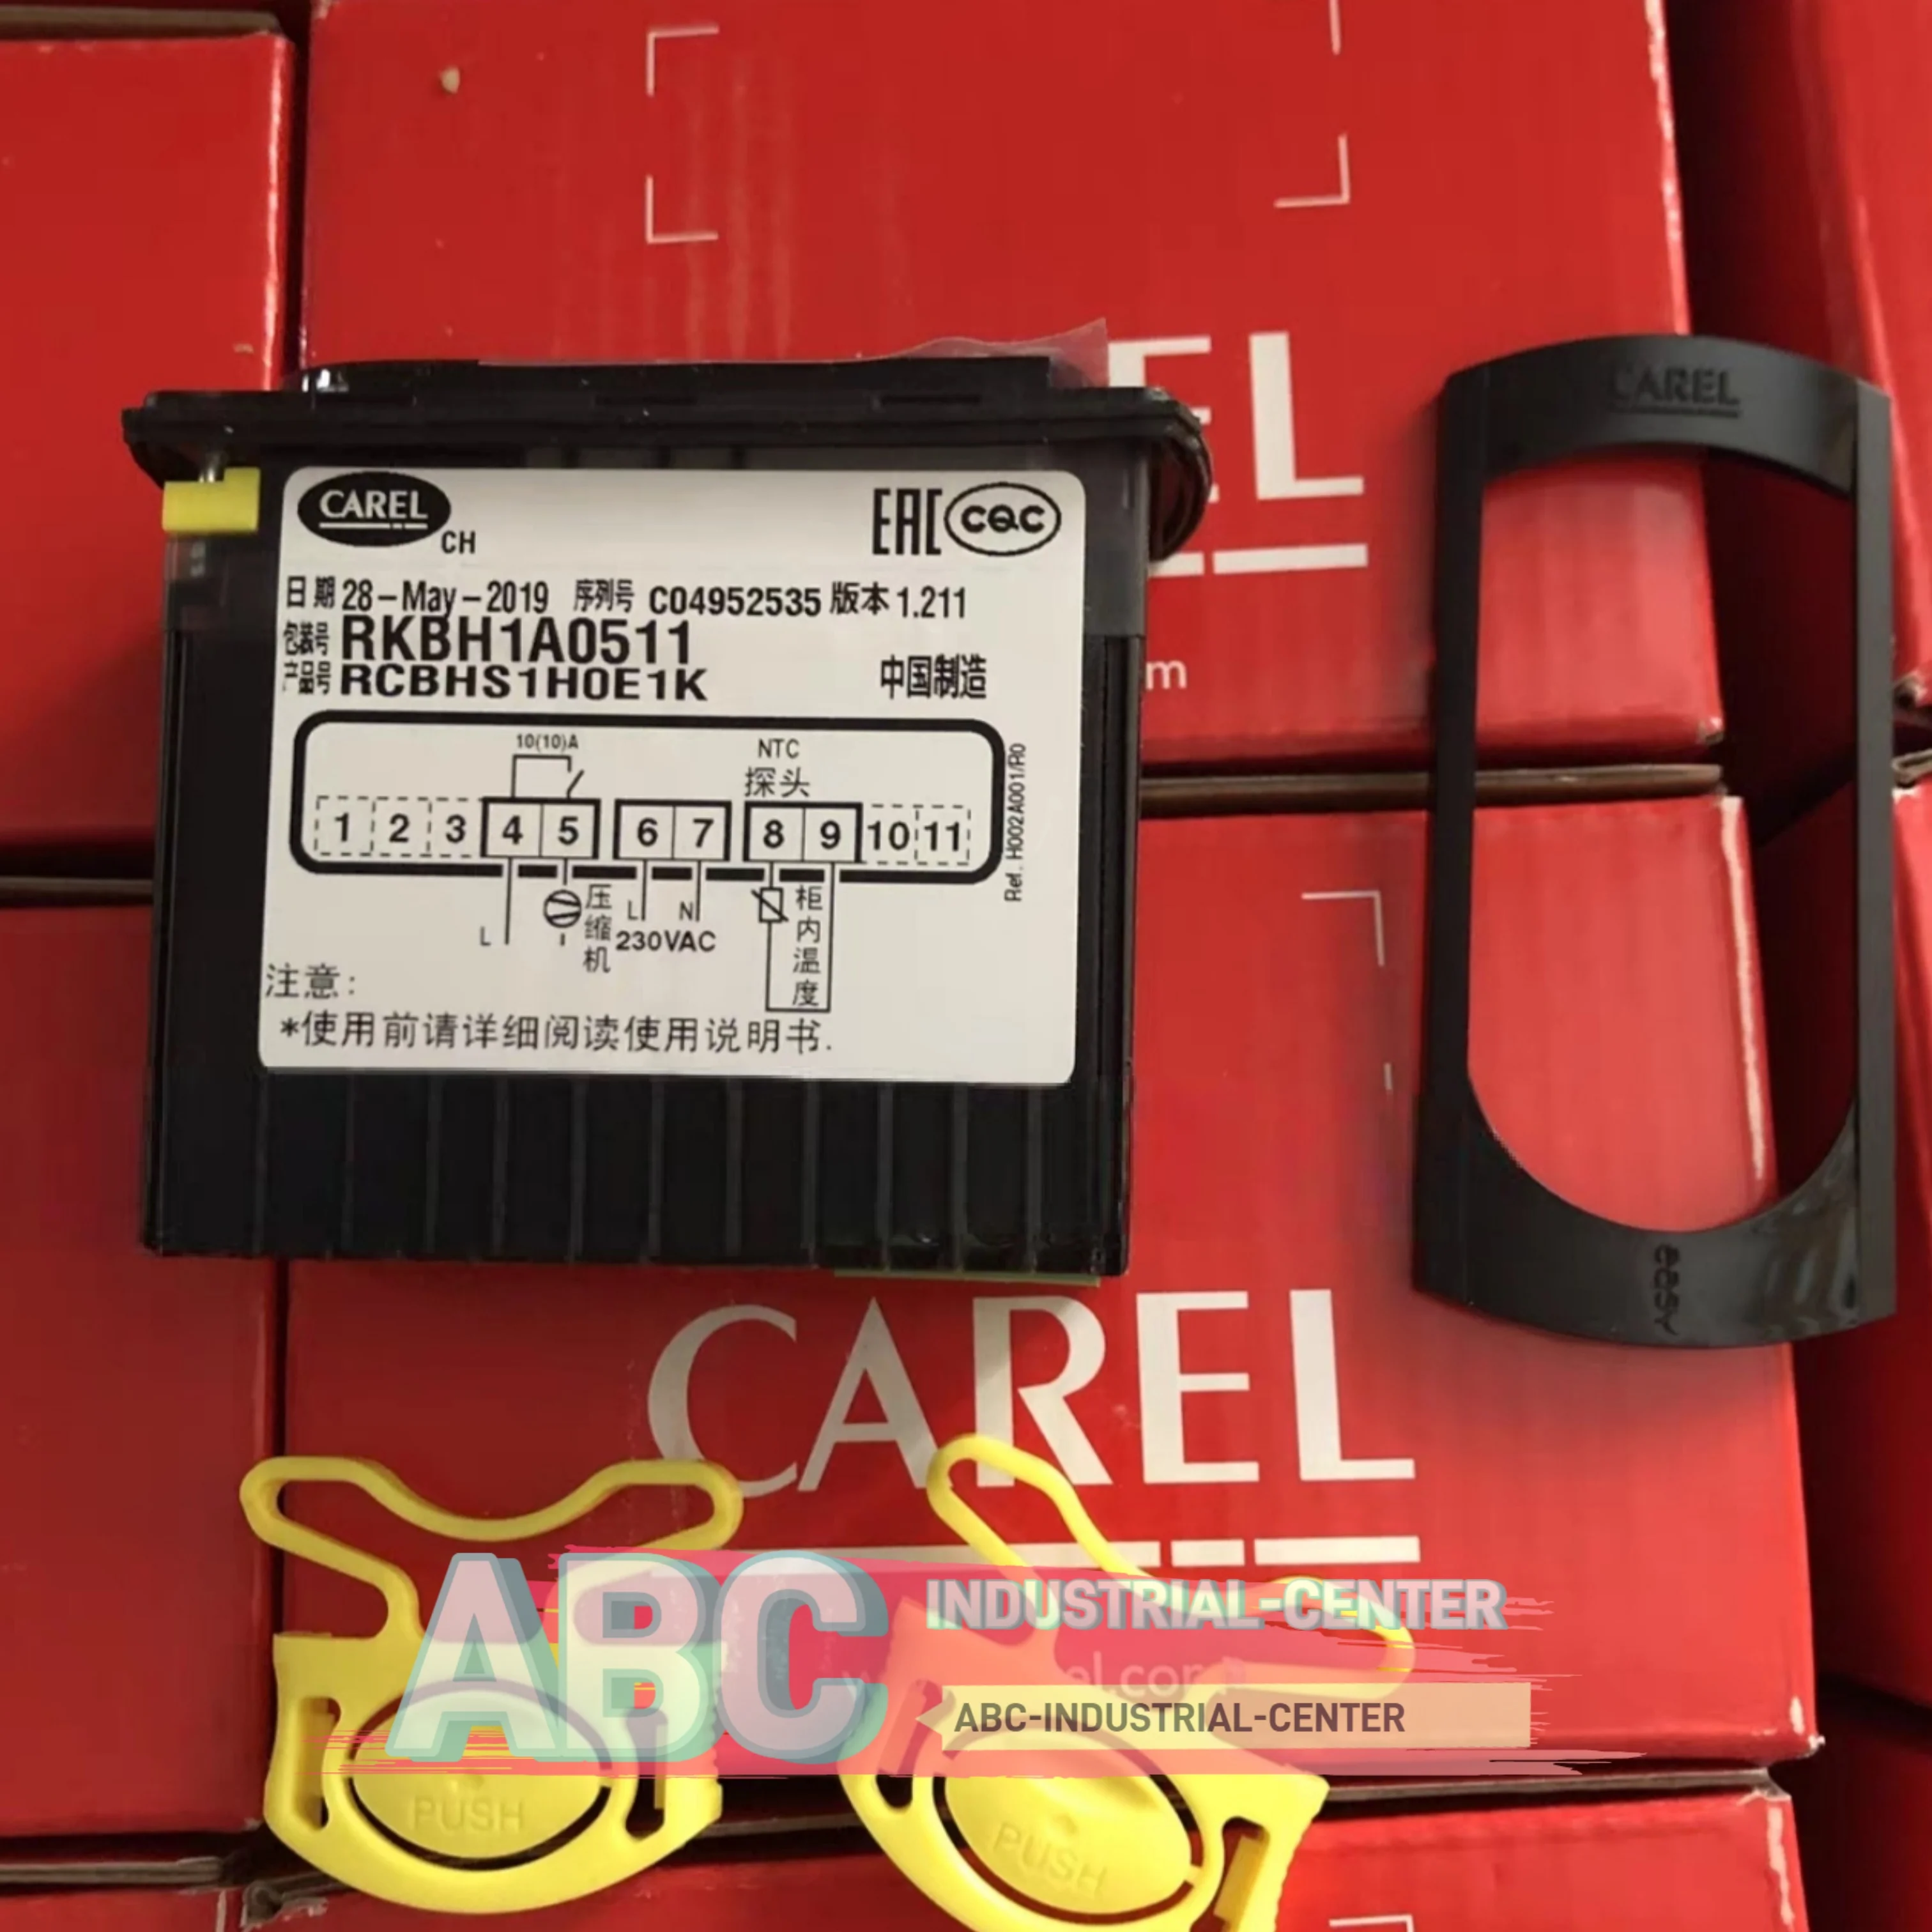 EL
CAREL
CAREL
CH
EAC
CQC
日期 28-May-2019 序列号 C04952535 版本 1.211
包装号 RKBH1A0511
产品号 RCBHS1H0E1K 中国制造
m
10(10)A
NTC
探头
1 2 3 4 5 6 7 8 9 10 11
Ref. H002A001/R0
L
压缩机
L N
230VAC
柜内温度
注意:
*使用前请详细阅读使用说明书.
easy
CAREL
ABC
INDUSTRIAL-CENTER
ABC-INDUSTRIAL-CENTER
PUSH
PUSH